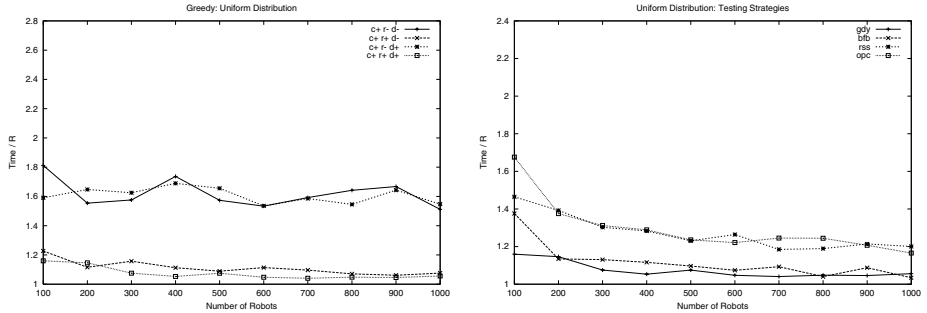 Greedy: Uniform Distribution
2.8
2.6
2.4
2.2
2
1.8
1.6
1.4
1.2
1
Time / R
c+ r- d-
c+ r+ d-
c+ r- d+
c+ r+ d+
100 200 300 400 500 600 700 800 900 1000
Number of Robots
Uniform Distribution: Testing Strategies
2.4
2.2
2
1.8
1.6
1.4
1.2
1
Time / R
gdy
bfb
rss
opc
100 200 300 400 500 600 700 800 900 1000
Number of Robots